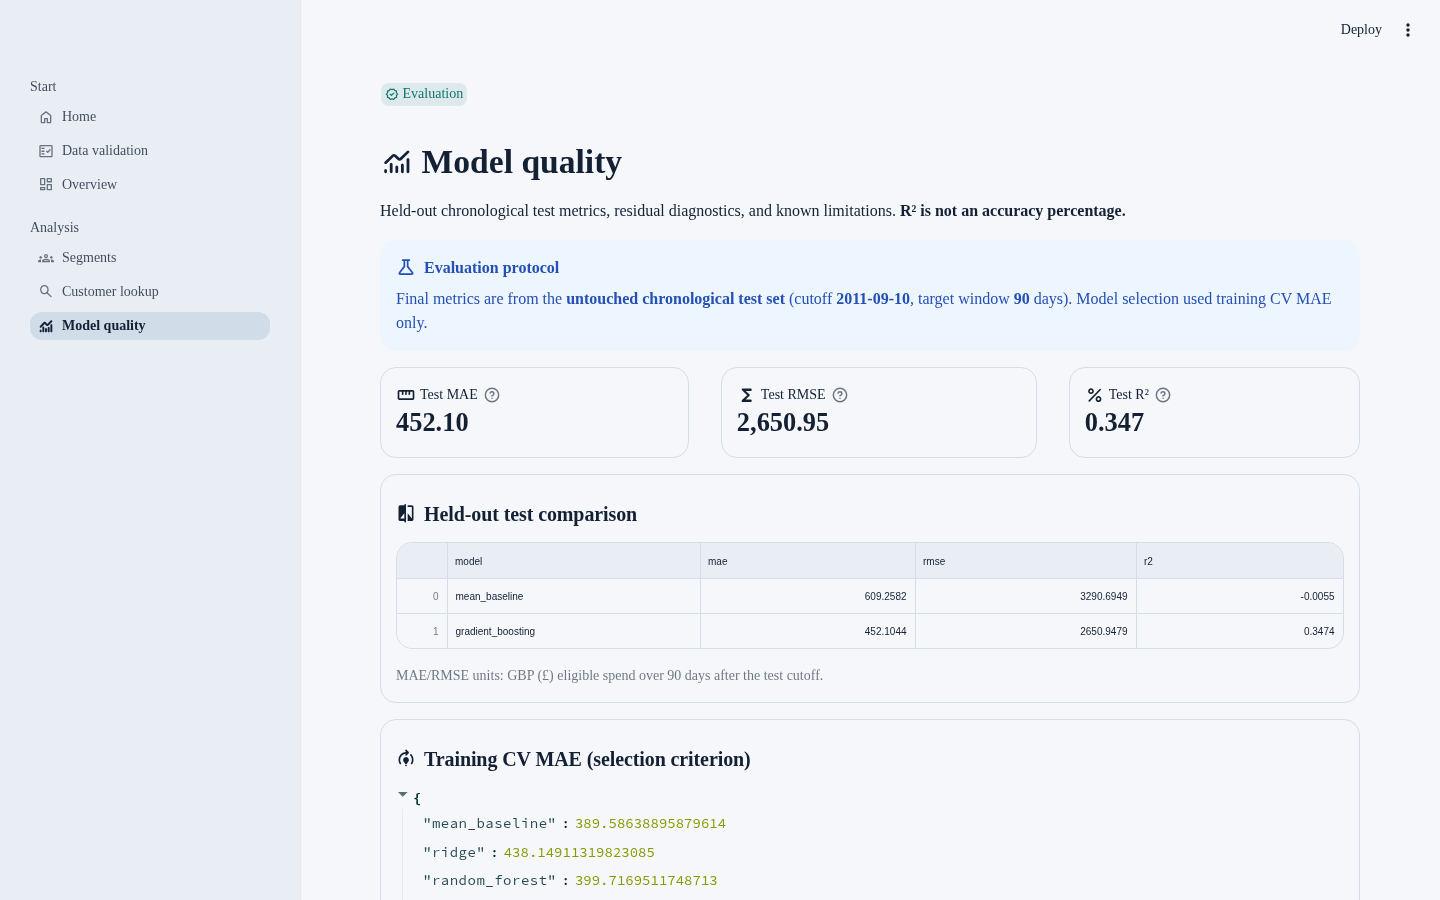 Deploy
Start
Home
Data validation
Overview
Analysis
Segments
Customer lookup
Model quality
Evaluation
Model quality
Held-out chronological test metrics, residual diagnostics, and known limitations. R² is not an accuracy percentage.
Evaluation protocol
Final metrics are from the untouched chronological test set (cutoff 2011-09-10, target window 90 days). Model selection used training CV MAE
only.
Test MAE
452.10
Test RMSE
2,650.95
Test R²
0.347
Held-out test comparison
model mae rmse r2
0 mean_baseline 609.2582 3290.6949 -0.0055
1 gradient_boosting 452.1044 2650.9479 0.3474
MAE/RMSE units: GBP (£) eligible spend over 90 days after the test cutoff.
Training CV MAE (selection criterion)
{
"mean_baseline" : 389.58638895879614
"ridge" : 438.14911319823085
"random_forest" : 399.7169511748713